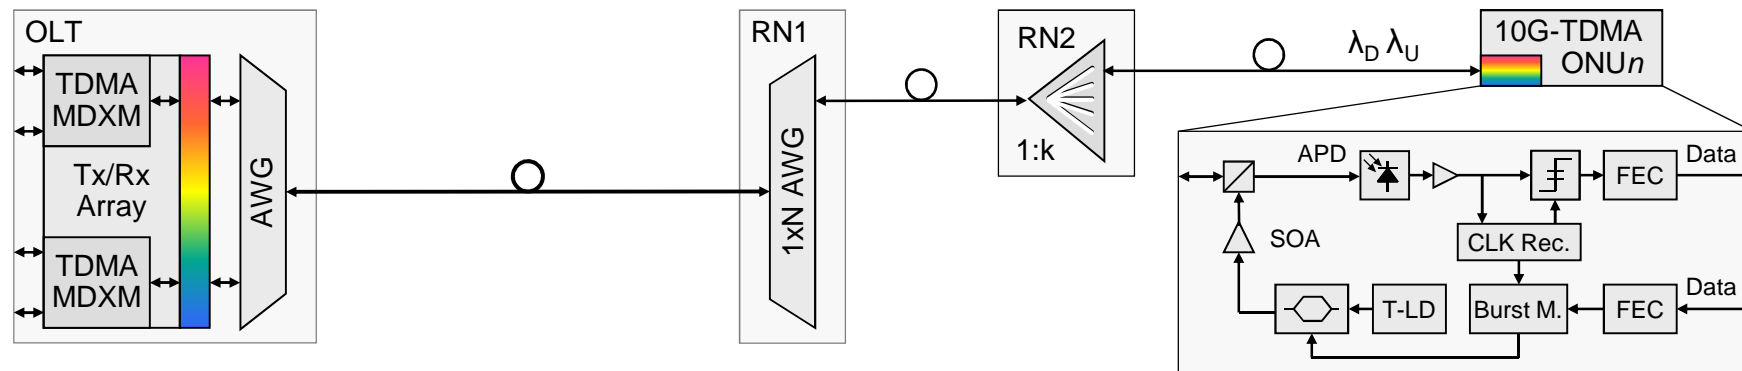 OLT
TDMA
MDXM
Tx/Rx
Array
TDMA
MDXM
AWG
RN1
1xN AWG
RN2
1:k
λD λU
10G-TDMA
ONUn
APD
FEC
Data
CLK Rec.
SOA
T-LD
Burst M.
FEC
Data